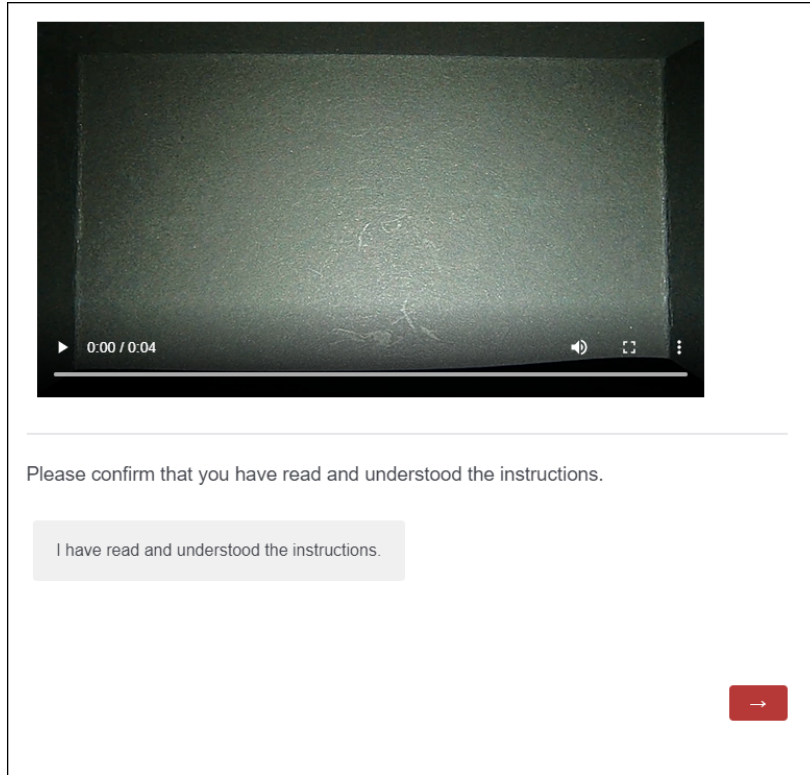 0:00 / 0:04
Please confirm that you have read and understood the instructions.
I have read and understood the instructions.
→